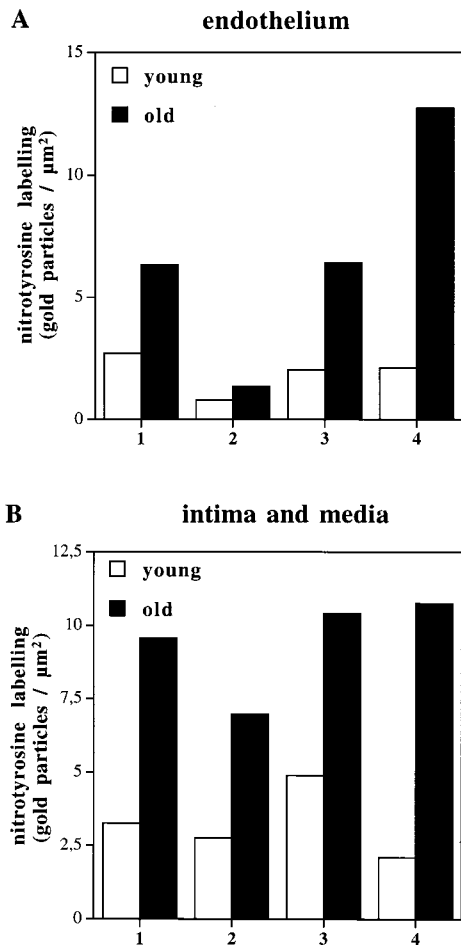 A
endothelium
nitrotyrosine labelling
(gold particles / µm²)
15
10
5
0
young
old
1 2 3 4
B
intima and media
nitrotyrosine labelling
(gold particles / µm²)
12,5
10
7,5
5
2,5
0
young
old
1 2 3 4